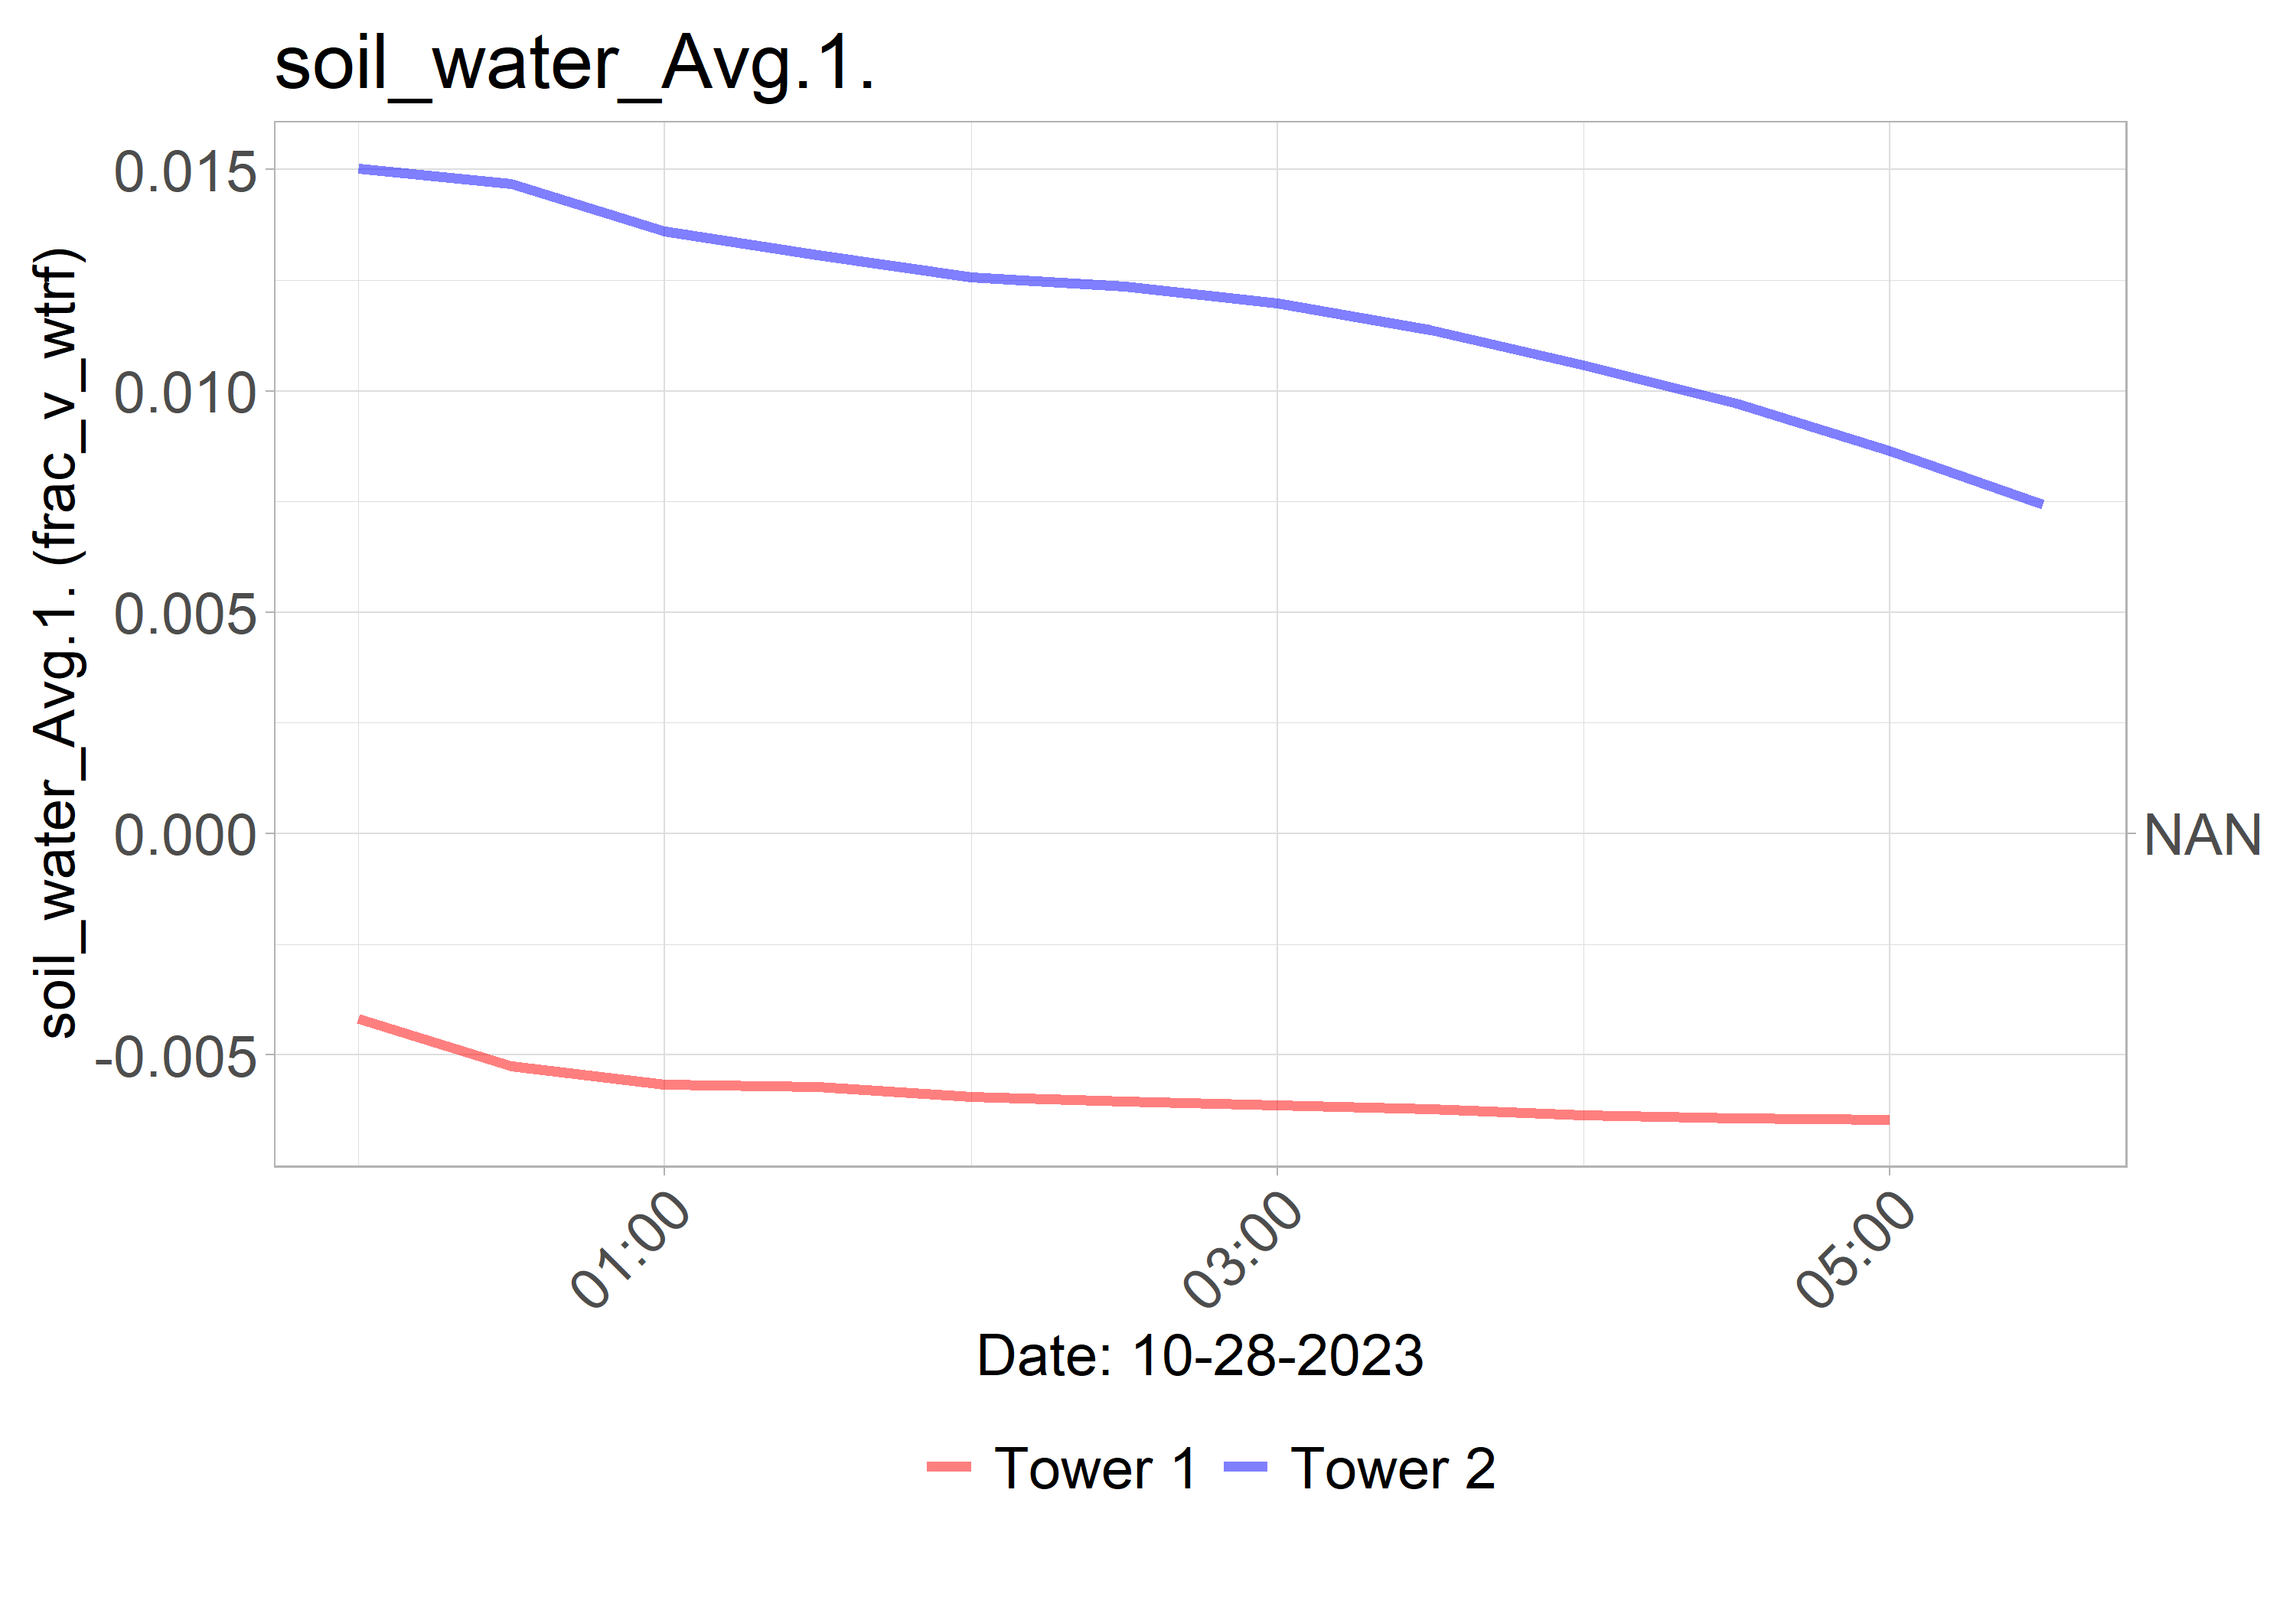 soil_water_Avg.1.
soil_water_Avg.1. (frac_v_wtrf)
0.015
0.010
0.005
0.000
-0.005
NAN
01:00
03:00
05:00
Date: 10-28-2023
Tower 1
Tower 2